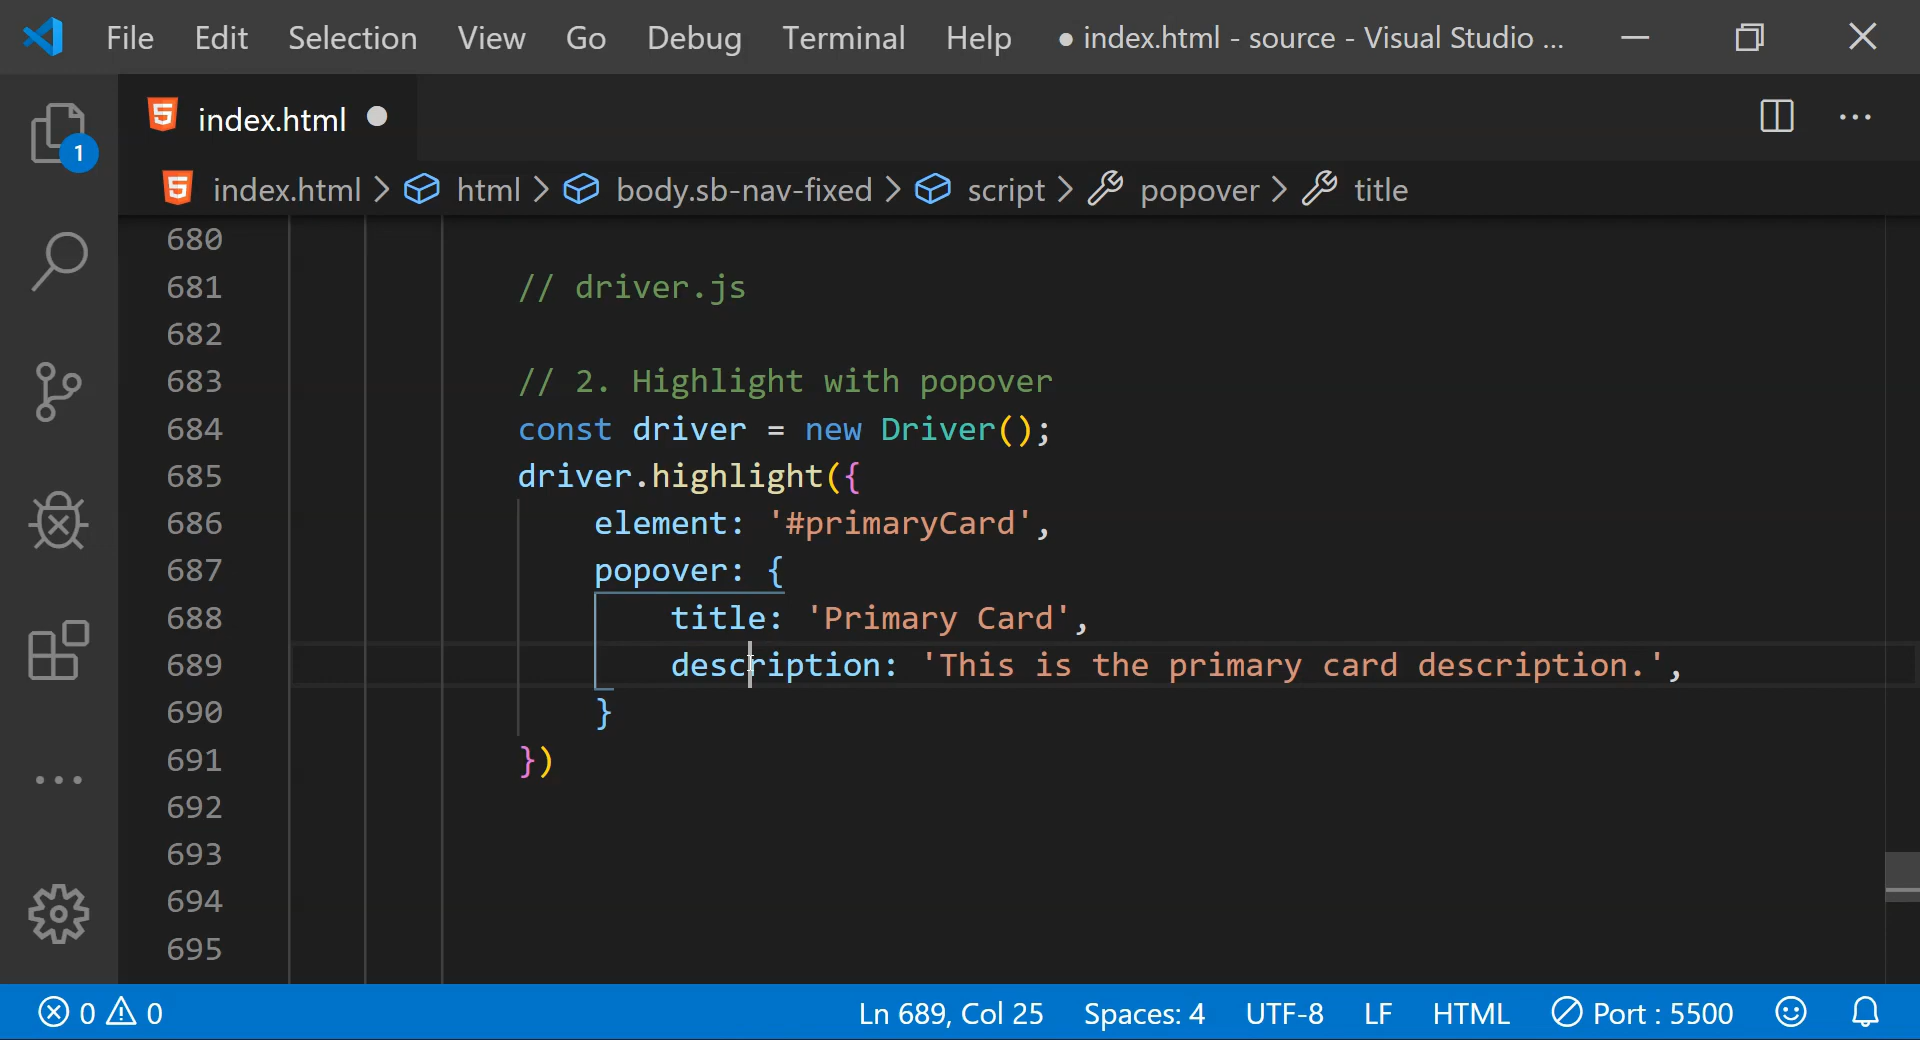 File Edit Selection View Go Debug Terminal Help ● index.html - source - Visual Studio ...
index.html ●
1
index.html > html > body.sb-nav-fixed > script > popover > title
680
681 // driver.js
682
683 // 2. Highlight with popover
684 const driver = new Driver();
685 driver.highlight({
686 element: '#primaryCard',
687 popover: {
688 title: 'Primary Card',
689 description: 'This is the primary card description.',
690 }
691 })
692
693
694
695
0 0 Ln 689, Col 25 Spaces: 4 UTF-8 LF HTML Port : 5500